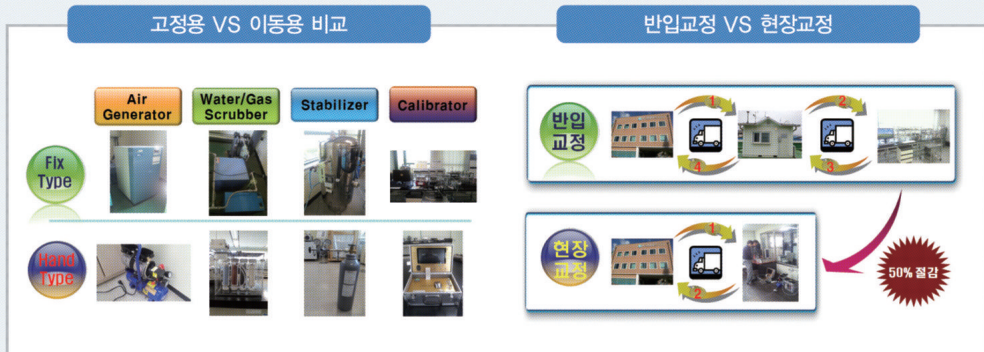 고정용 VS 이동용 비교
Air
Generator
Water/Gas
Scrubber
Stabilizer
Calibrator
Fix
Type
Hand
Type
반입교정 VS 현장교정
반입
교정
1
2
4
3
현장
교정
1
2
50% 절감